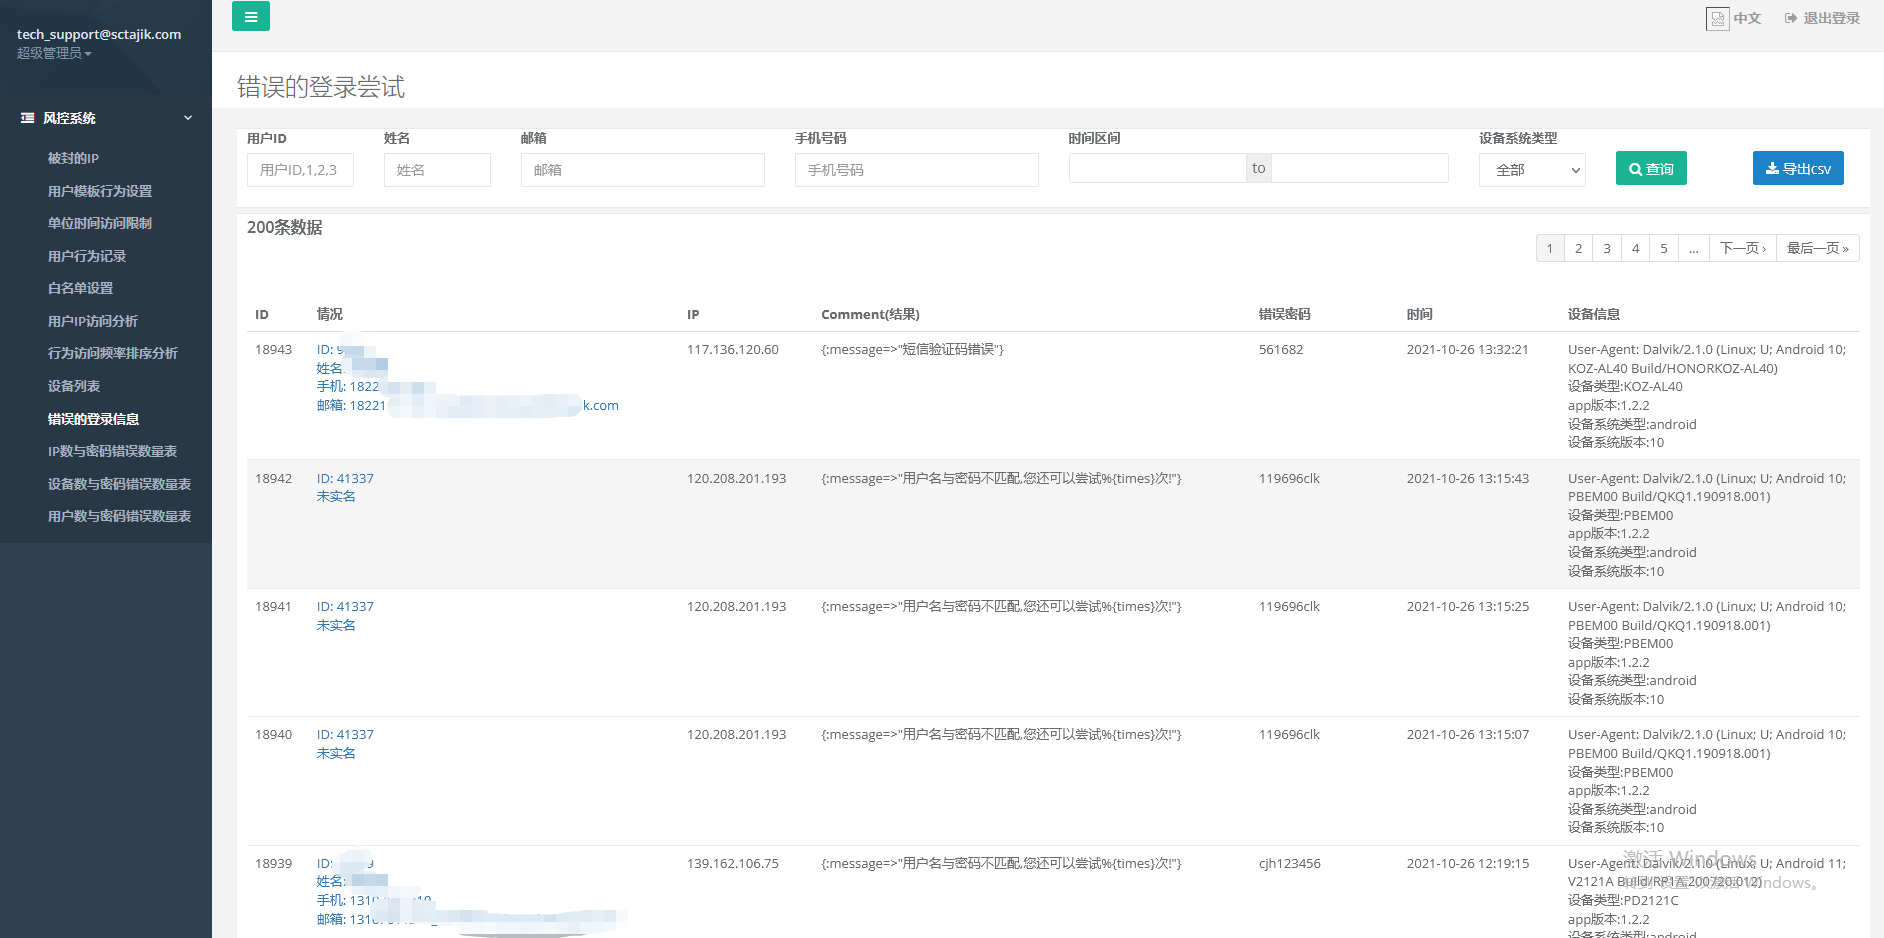 tech_support@sctajik.com
超级管理员
中文
退出登录
风控系统
被封的IP
用户模板行为设置
单位时间访问限制
用户行为记录
白名单设置
用户IP访问分析
行为访问频率排序分析
设备列表
错误的登录信息
IP数与密码错误数量表
设备数与密码错误数量表
用户数与密码错误数量表
错误的登录尝试
用户ID 姓名 邮箱 手机号码 时间区间 设备系统类型
用户ID,1,2,3 姓名 邮箱 手机号码 to 全部 查询 导出csv
200条数据
1 2 3 4 5 ... 下一页 › 最后一页 »
ID 情况 IP Comment(结果) 错误密码 时间 设备信息
18943 ID: 9 117.136.120.60 {:message=>"短信验证码错误"} 561682 2021-10-26 13:32:21 User-Agent: Dalvik/2.1.0 (Linux; U; Android 10;
姓名: KOZ-AL40 Build/HONORKOZ-AL40)
手机: 1822 设备类型:KOZ-AL40
邮箱: 18221 k.com app版本:1.2.2
设备系统类型:android
设备系统版本:10
18942 ID: 41337 120.208.201.193 {:message=>"用户名与密码不匹配,您还可以尝试%{times}次!"} 119696clk 2021-10-26 13:15:43 User-Agent: Dalvik/2.1.0 (Linux; U; Android 10;
未实名 PBEM00 Build/QKQ1.190918.001)
设备类型:PBEM00
app版本:1.2.2
设备系统类型:android
设备系统版本:10
18941 ID: 41337 120.208.201.193 {:message=>"用户名与密码不匹配,您还可以尝试%{times}次!"} 119696clk 2021-10-26 13:15:25 User-Agent: Dalvik/2.1.0 (Linux; U; Android 10;
未实名 PBEM00 Build/QKQ1.190918.001)
设备类型:PBEM00
app版本:1.2.2
设备系统类型:android
设备系统版本:10
18940 ID: 41337 120.208.201.193 {:message=>"用户名与密码不匹配,您还可以尝试%{times}次!"} 119696clk 2021-10-26 13:15:07 User-Agent: Dalvik/2.1.0 (Linux; U; Android 10;
未实名 PBEM00 Build/QKQ1.190918.001)
设备类型:PBEM00
app版本:1.2.2
设备系统类型:android
设备系统版本:10
18939 ID: 9 139.162.106.75 {:message=>"用户名与密码不匹配,您还可以尝试%{times}次!"} cjh123456 2021-10-26 12:19:15 User-Agent: Dalvik/2.1.0 (Linux; U; Android 11;
姓名: V2121A Build/RP1A.200720.012)
手机: 131 设备类型:PD2121C
邮箱: app版本:1.2.2
设备系统类型:android
激活 Windows
转到"设置"以激活 Windows。